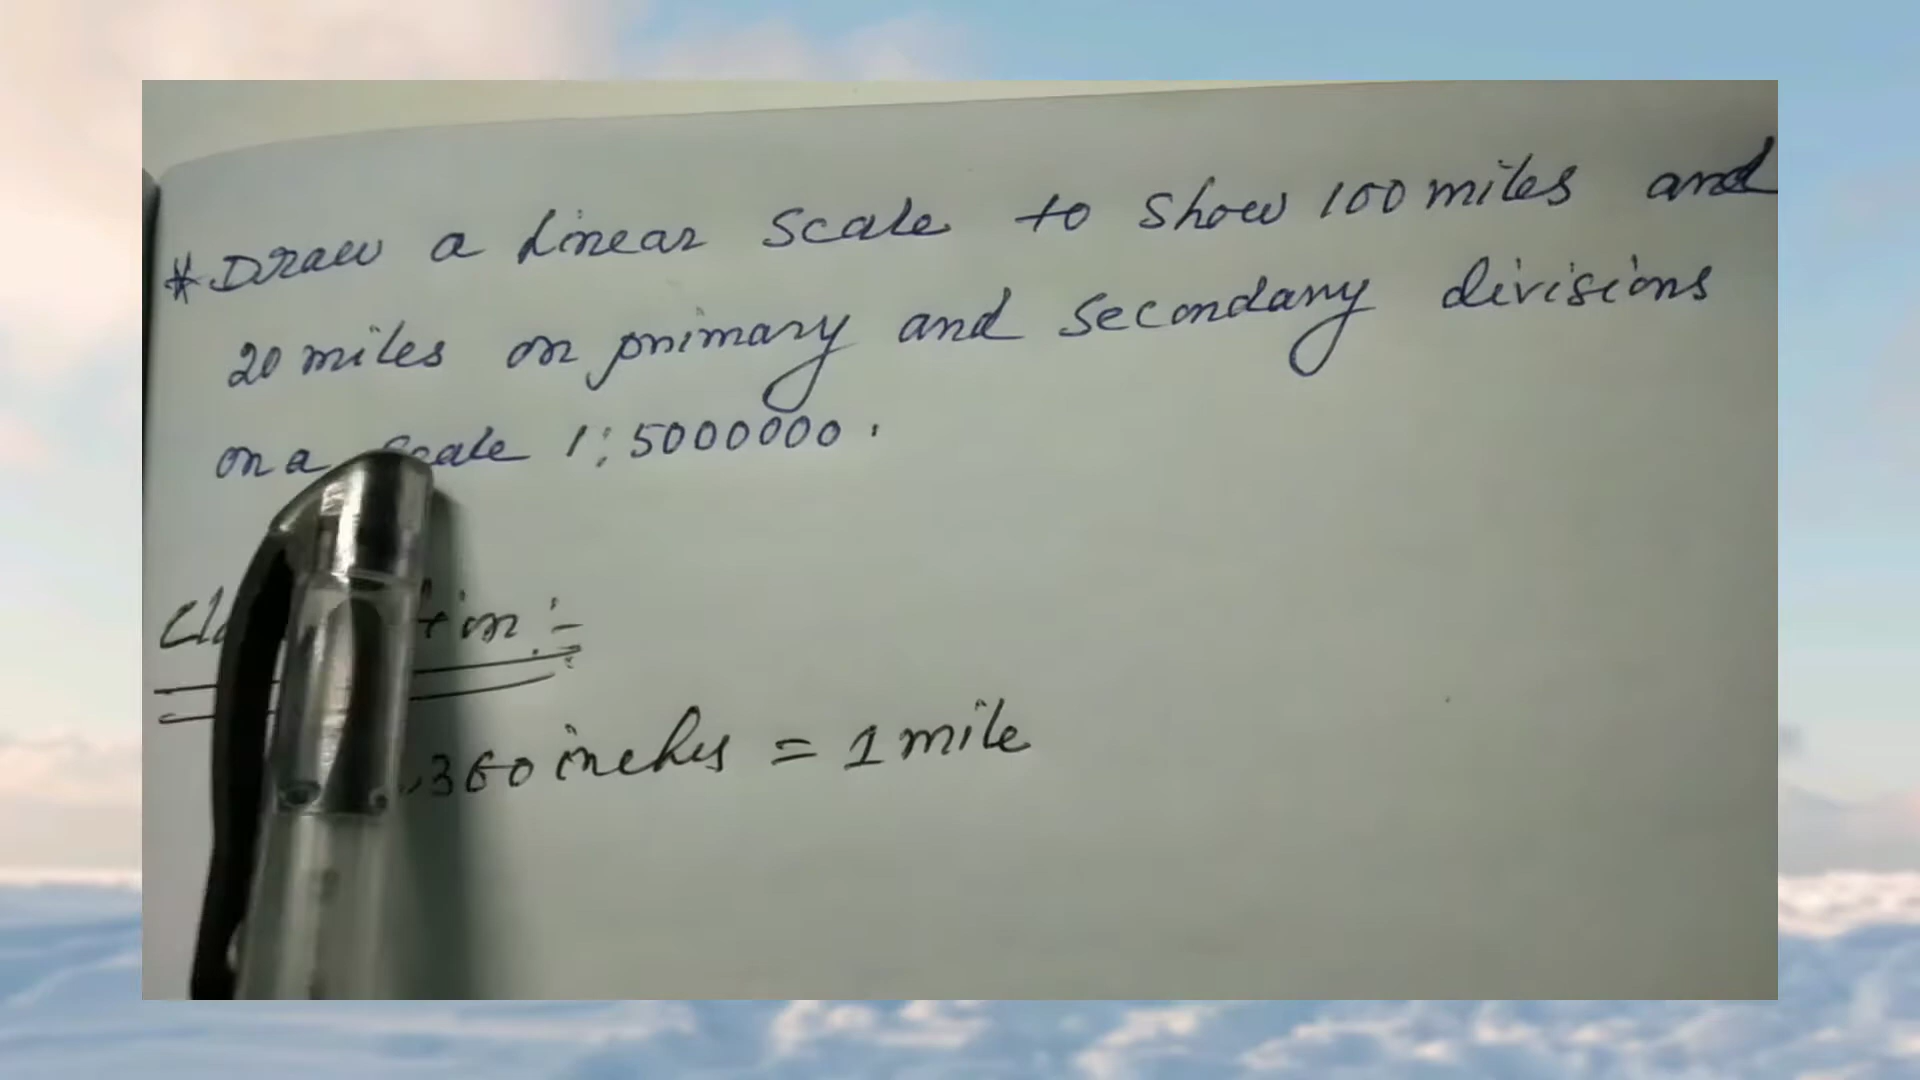 * Draw a linear Scale to show 100 miles and
20 miles on primary and secondary divisions
on a Scale 1:5000000.
360 inches = 1 mile